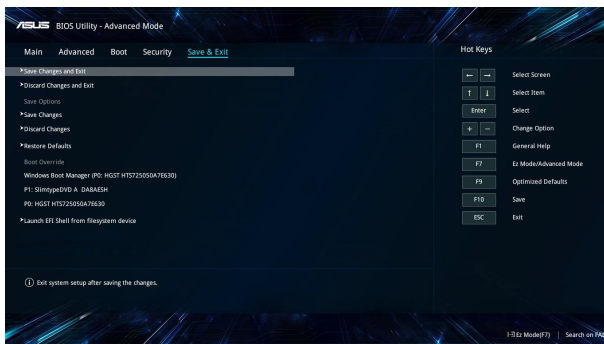 ASUS BIOS Utility - Advanced Mode
Main Advanced Boot Security Save & Exit
Save Changes and Exit
Discard Changes and Exit
Save Options
Save Changes
Discard Changes
Restore Defaults
Boot Override
Windows Boot Manager (P0: HGST HTS725050A7E630)
P1: SlimtypeDVD A DA8AESH
P0: HGST HTS725050A7E630
Launch EFI Shell from filesystem device
Exit system setup after saving the changes.
Hot Keys
← → Select Screen
↑ ↓ Select Item
Enter Select
+ − Change Option
F1 General Help
F7 Ez Mode/Advanced Mode
F9 Optimized Defaults
F10 Save
ESC Exit
Ez Mode(F7) | Search on FAQ